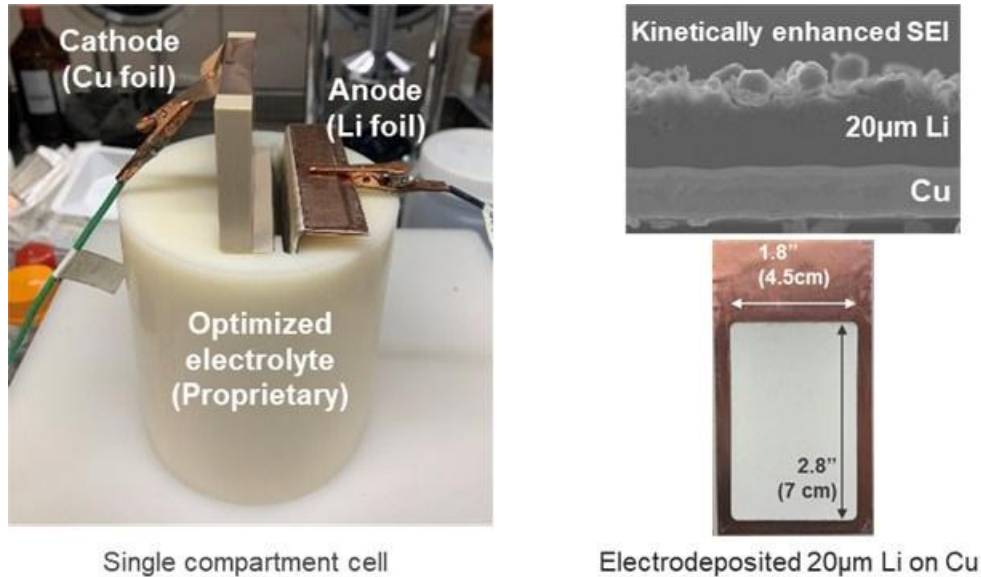 Cathode
(Cu foil)
Anode
(Li foil)
Optimized
electrolyte
(Proprietary)
Single compartment cell
Kinetically enhanced SEI
20µm Li
Cu
1.8”
(4.5cm)
2.8”
(7 cm)
Electrodeposited 20µm Li on Cu